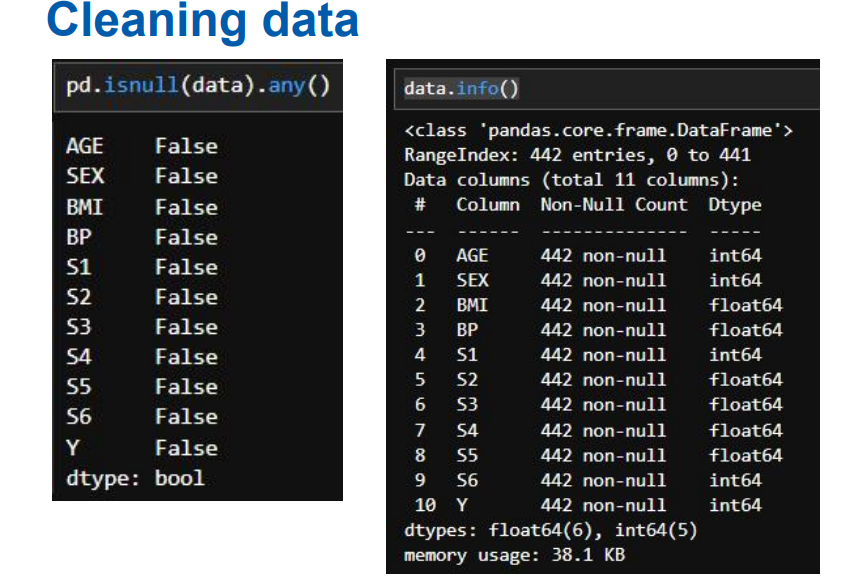 Cleaning data
pd.isnull(data).any()
AGE False
SEX False
BMI False
BP False
S1 False
S2 False
S3 False
S4 False
S5 False
S6 False
Y False
dtype: bool
data.info()
<class 'pandas.core.frame.DataFrame'>
RangeIndex: 442 entries, 0 to 441
Data columns (total 11 columns):
# Column Non-Null Count Dtype
--- ------ -------------- -----
0 AGE 442 non-null int64
1 SEX 442 non-null int64
2 BMI 442 non-null float64
3 BP 442 non-null float64
4 S1 442 non-null int64
5 S2 442 non-null float64
6 S3 442 non-null float64
7 S4 442 non-null float64
8 S5 442 non-null float64
9 S6 442 non-null int64
10 Y 442 non-null int64
dtypes: float64(6), int64(5)
memory usage: 38.1 KB